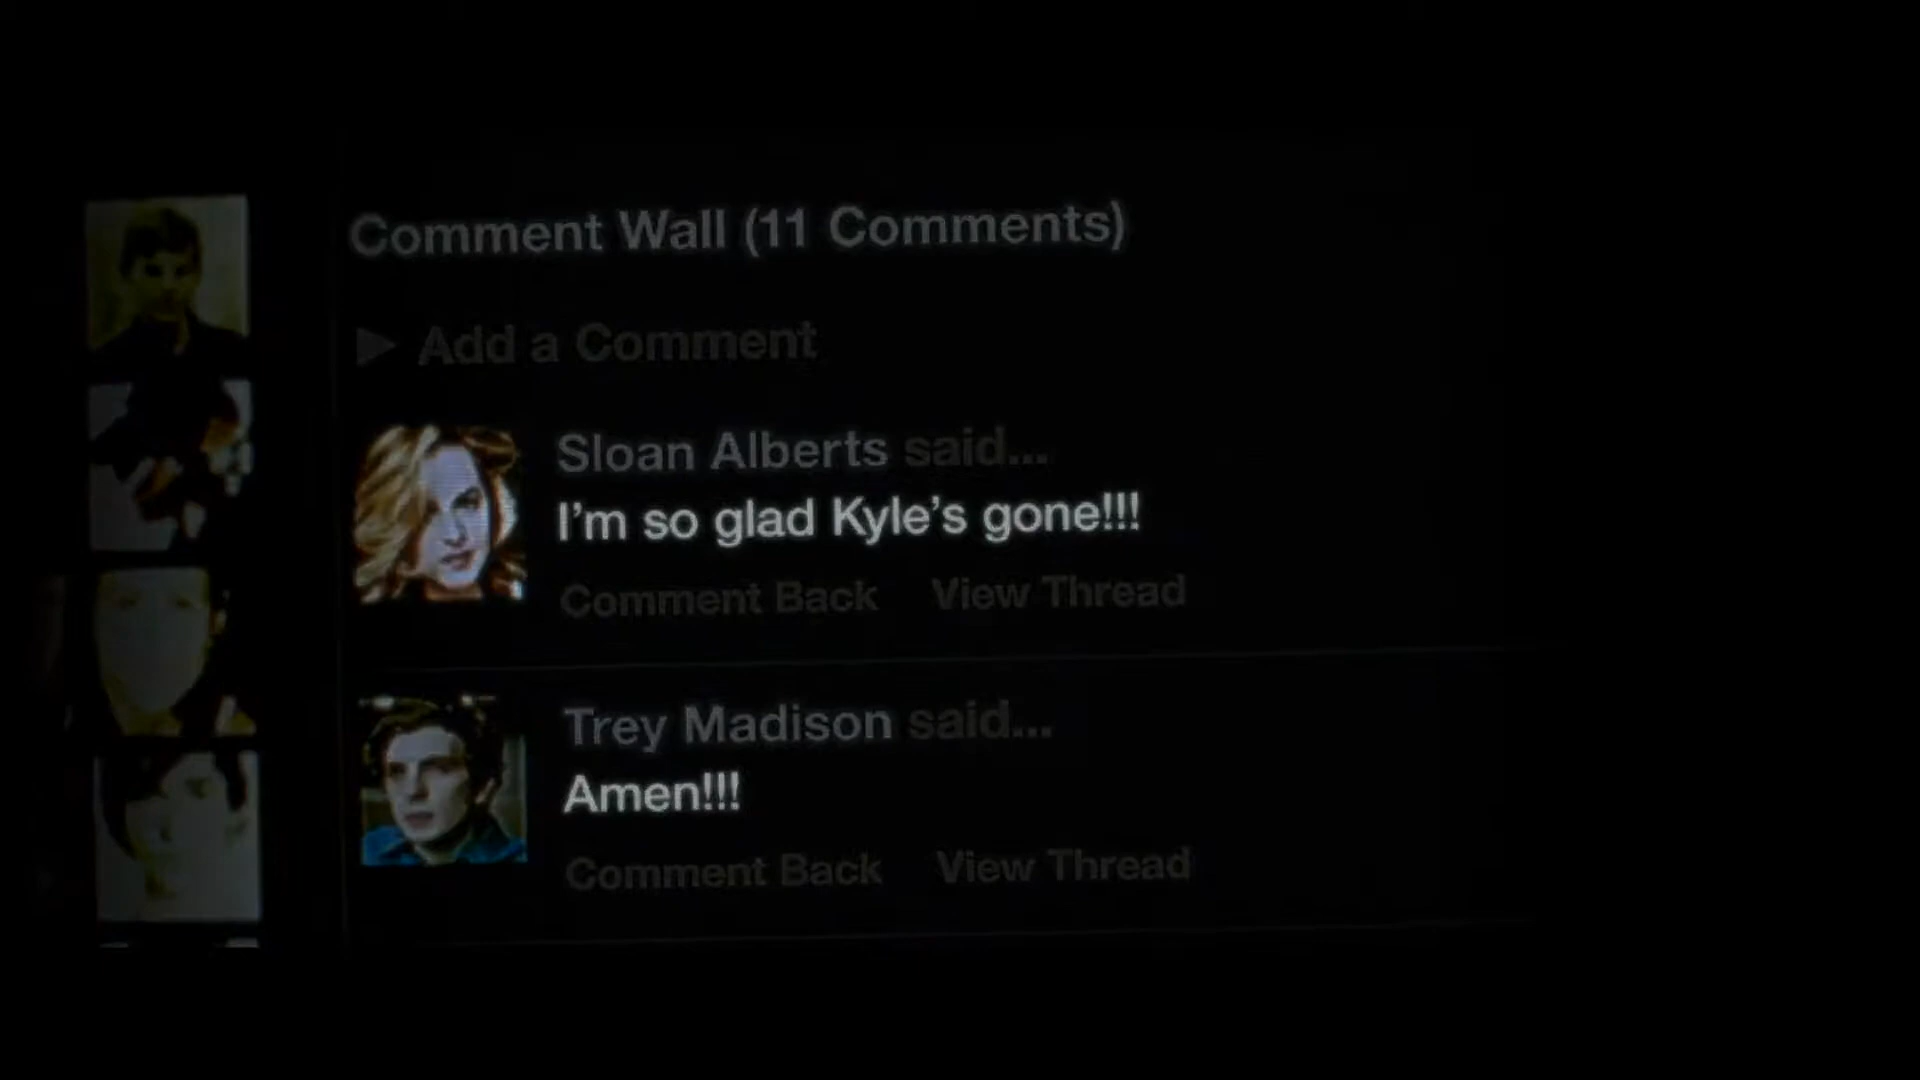 Comment Wall (11 Comments)
Add a Comment
Sloan Alberts said...
I'm so glad Kyle's gone!!!
Comment Back View Thread
Trey Madison said...
Amen!!!
Comment Back View Thread